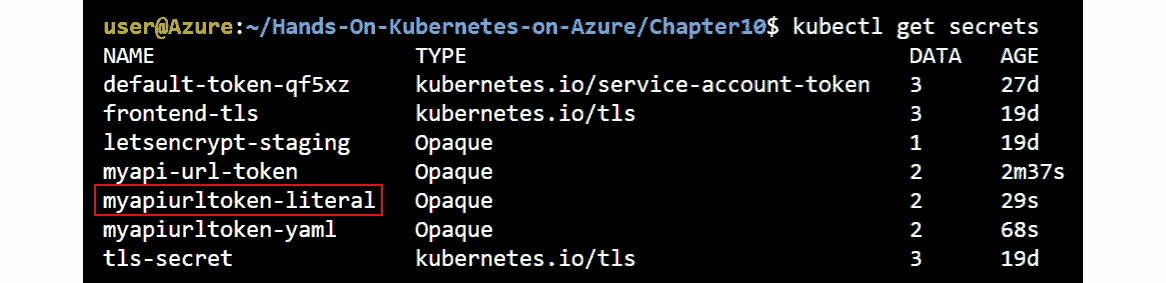 user@Azure:~/Hands-On-Kubernetes-on-Azure/Chapter10$ kubectl get secrets
NAME TYPE DATA AGE
default-token-qf5xz kubernetes.io/service-account-token 3 27d
frontend-tls kubernetes.io/tls 3 19d
letsencrypt-staging Opaque 1 19d
myapi-url-token Opaque 2 2m37s
myapiurltoken-literal Opaque 2 29s
myapiurltoken-yaml Opaque 2 68s
tls-secret kubernetes.io/tls 3 19d